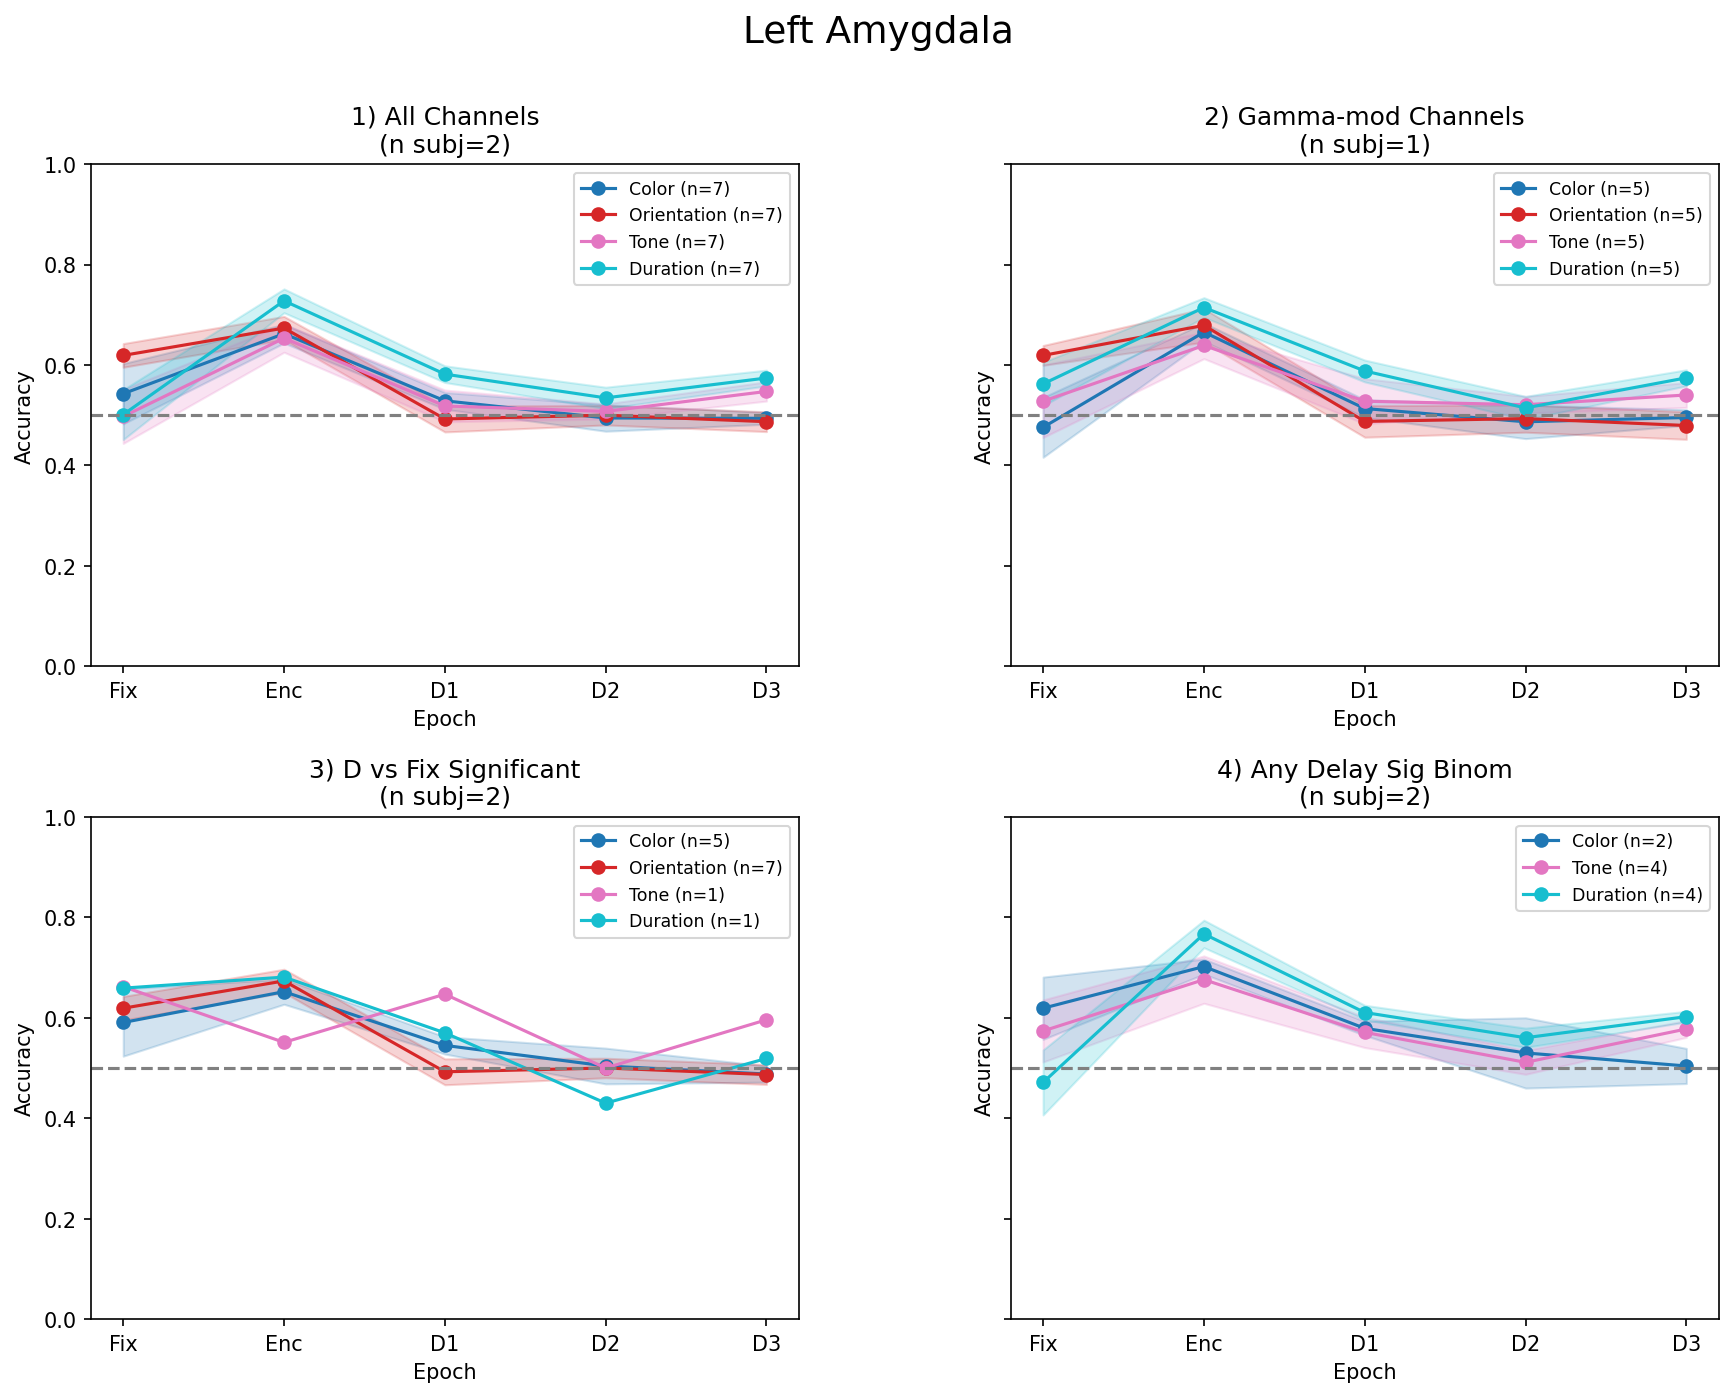 Left Amygdala
1) All Channels
(n subj=2)
1.0
0.8
0.6
0.4
0.2
0.0
Accuracy
Color (n=7)
Orientation (n=7)
Tone (n=7)
Duration (n=7)
Fix Enc D1 D2 D3
Epoch
2) Gamma-mod Channels
(n subj=1)
Accuracy
Color (n=5)
Orientation (n=5)
Tone (n=5)
Duration (n=5)
Fix Enc D1 D2 D3
Epoch
3) D vs Fix Significant
(n subj=2)
1.0
0.8
0.6
0.4
0.2
0.0
Accuracy
Color (n=5)
Orientation (n=7)
Tone (n=1)
Duration (n=1)
Fix Enc D1 D2 D3
Epoch
4) Any Delay Sig Binom
(n subj=2)
Accuracy
Color (n=2)
Tone (n=4)
Duration (n=4)
Fix Enc D1 D2 D3
Epoch